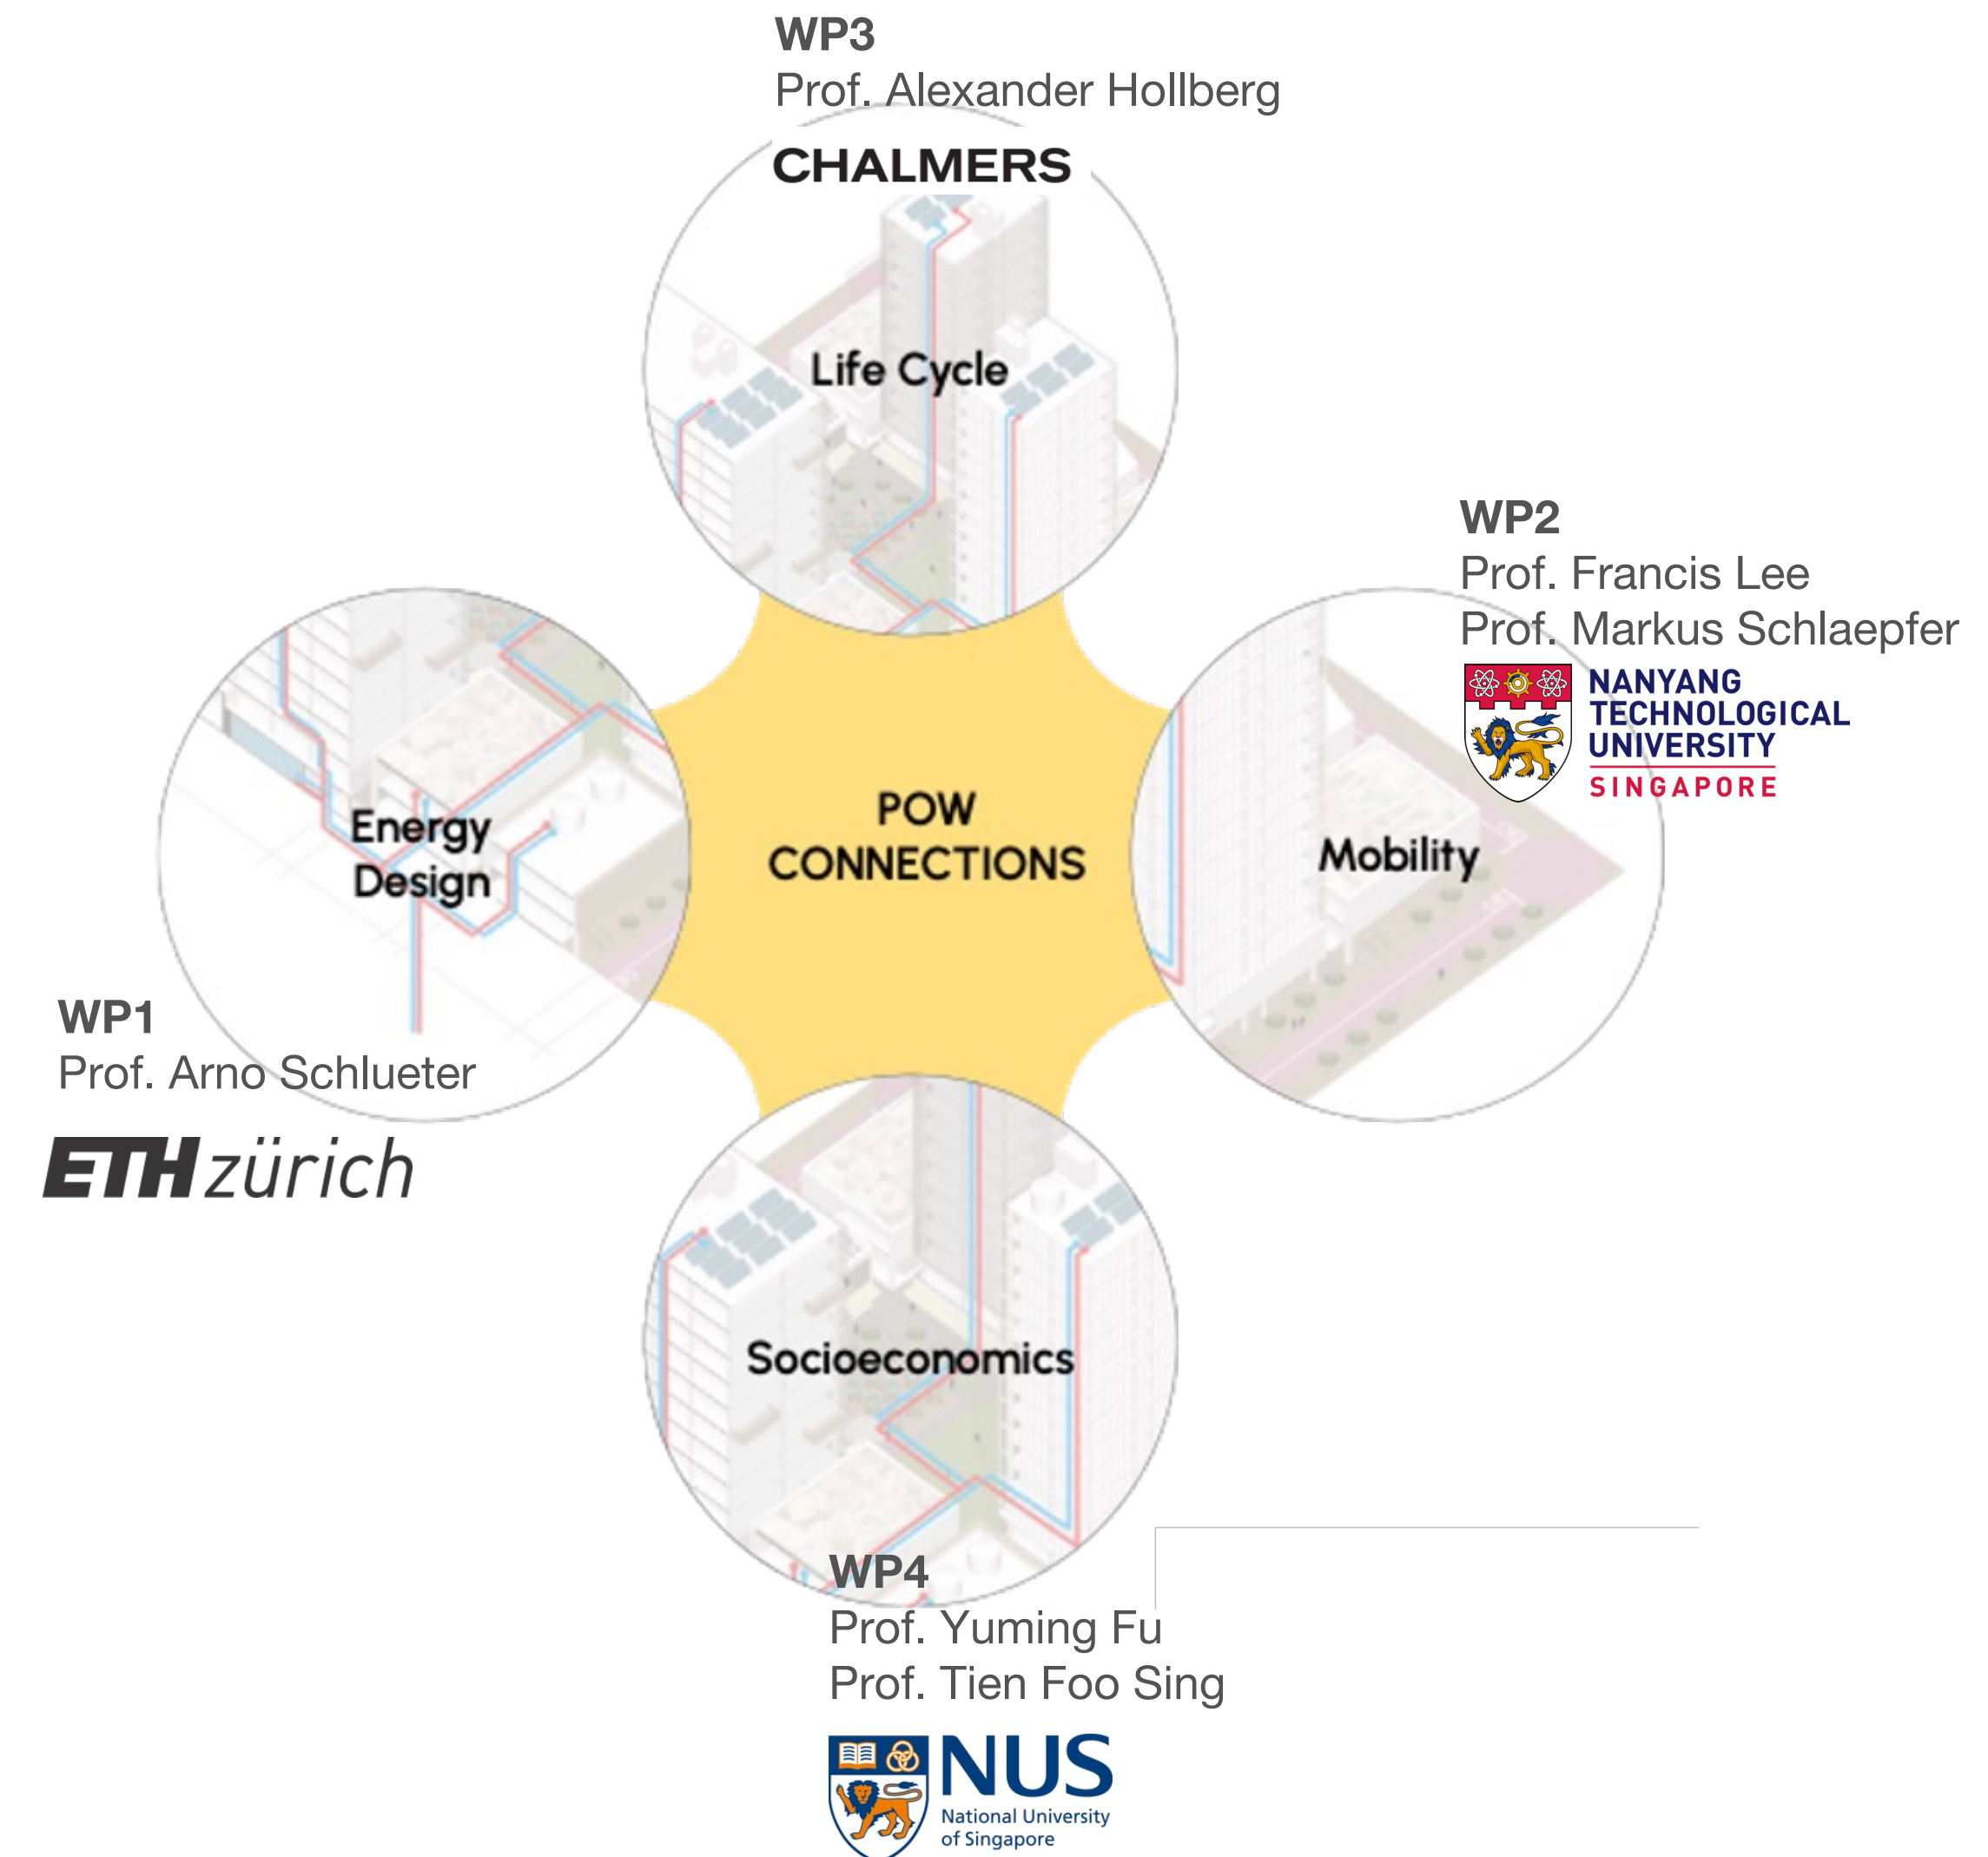 WP3
Prof. Alexander Hollberg
CHALMERS
Life Cycle
WP2
Prof. Francis Lee
Prof. Markus Schlaepfer
NANYANG
TECHNOLOGICAL
UNIVERSITY
SINGAPORE
POW
CONNECTIONS
Energy
Design
Mobility
WP1
Prof. Arno Schlueter
ETH zürich
Socioeconomics
WP4
Prof. Yuming Fu
Prof. Tien Foo Sing
NUS
National University
of Singapore